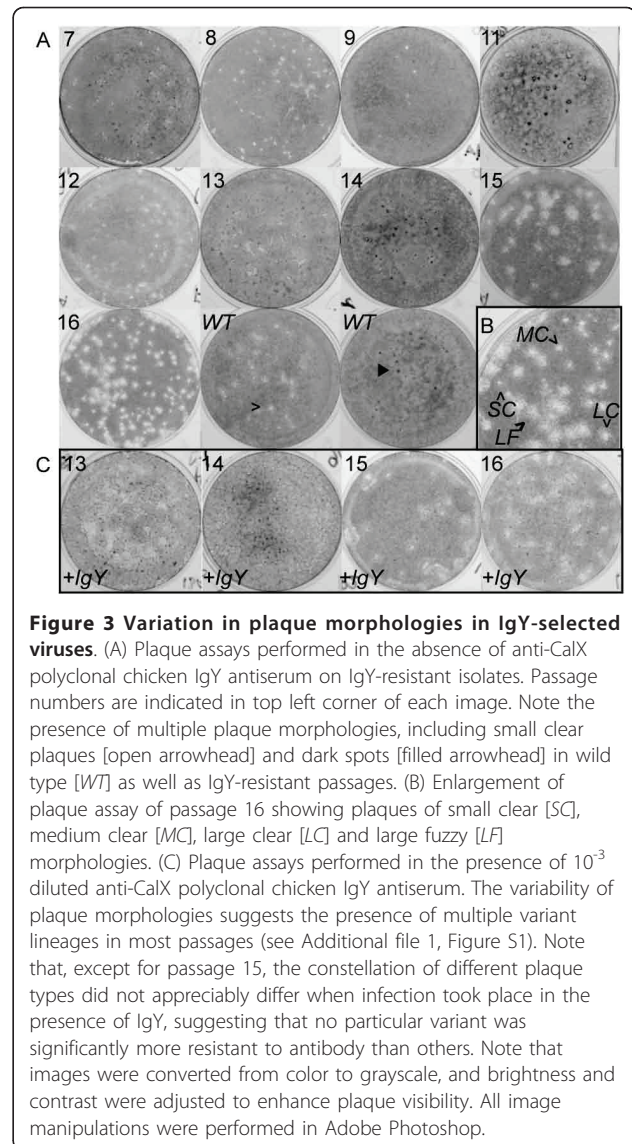 A 7 8 9 11
12 13 14 15
16 WT WT B MC
> SC LC
LF
C 13 14 15 16
+IgY +IgY +IgY +IgY
Figure 3 Variation in plaque morphologies in IgY-selected
viruses. (A) Plaque assays performed in the absence of anti-CalX
polyclonal chicken IgY antiserum on IgY-resistant isolates. Passage
numbers are indicated in top left corner of each image. Note the
presence of multiple plaque morphologies, including small clear
plaques [open arrowhead] and dark spots [filled arrowhead] in wild
type [WT] as well as IgY-resistant passages. (B) Enlargement of
plaque assay of passage 16 showing plaques of small clear [SC],
medium clear [MC], large clear [LC] and large fuzzy [LF]
morphologies. (C) Plaque assays performed in the presence of 10⁻³
diluted anti-CalX polyclonal chicken IgY antiserum. The variability of
plaque morphologies suggests the presence of multiple variant
lineages in most passages (see Additional file 1, Figure S1). Note
that, except for passage 15, the constellation of different plaque
types did not appreciably differ when infection took place in the
presence of IgY, suggesting that no particular variant was
significantly more resistant to antibody than others. Note that
images were converted from color to grayscale, and brightness and
contrast were adjusted to enhance plaque visibility. All image
manipulations were performed in Adobe Photoshop.